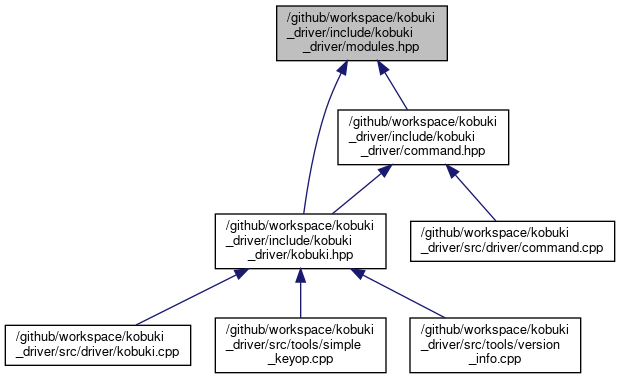 /github/workspace/kobuki
_driver/include/kobuki
_driver/modules.hpp
/github/workspace/kobuki
_driver/include/kobuki
_driver/command.hpp
/github/workspace/kobuki
_driver/include/kobuki
_driver/kobuki.hpp
/github/workspace/kobuki
_driver/src/driver/command.cpp
/github/workspace/kobuki
_driver/src/driver/kobuki.cpp
/github/workspace/kobuki
_driver/src/tools/simple
_keyop.cpp
/github/workspace/kobuki
_driver/src/tools/version
_info.cpp